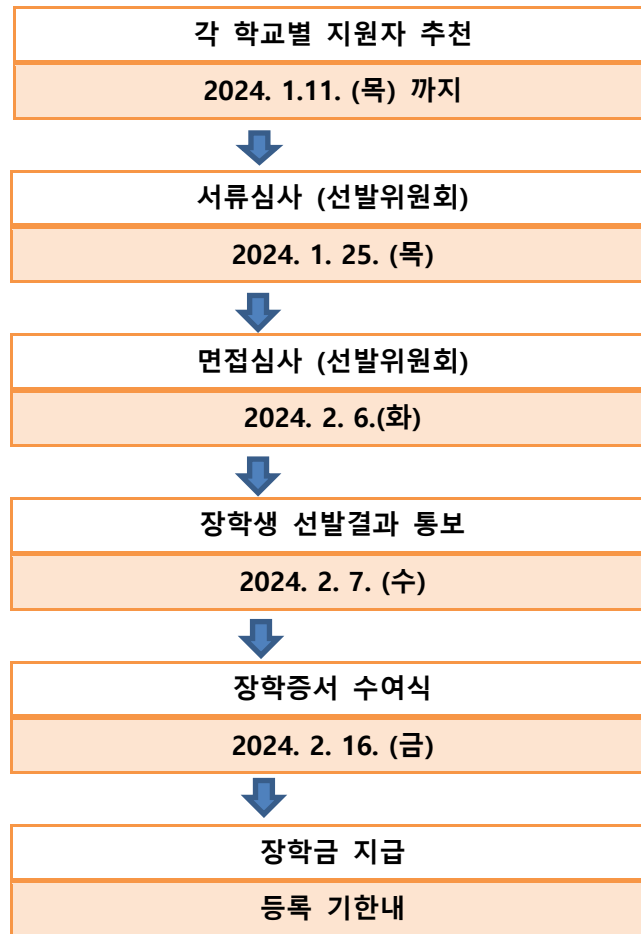 각 학교별 지원자 추천
2024. 1.11. (목) 까지
서류심사 (선발위원회)
2024. 1. 25. (목)
면접심사 (선발위원회)
2024. 2. 6.(화)
장학생 선발결과 통보
2024. 2. 7. (수)
장학증서 수여식
2024. 2. 16. (금)
장학금 지급
등록 기한내